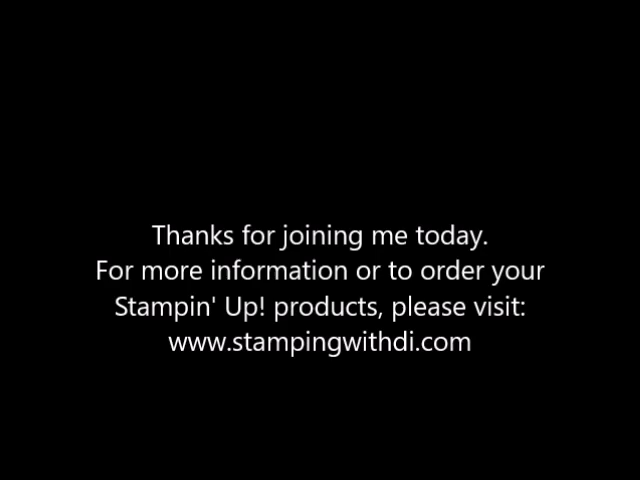 Thanks for joining me today.
For more information or to order your
Stampin' Up! products, please visit:
www.stampingwithdi.com